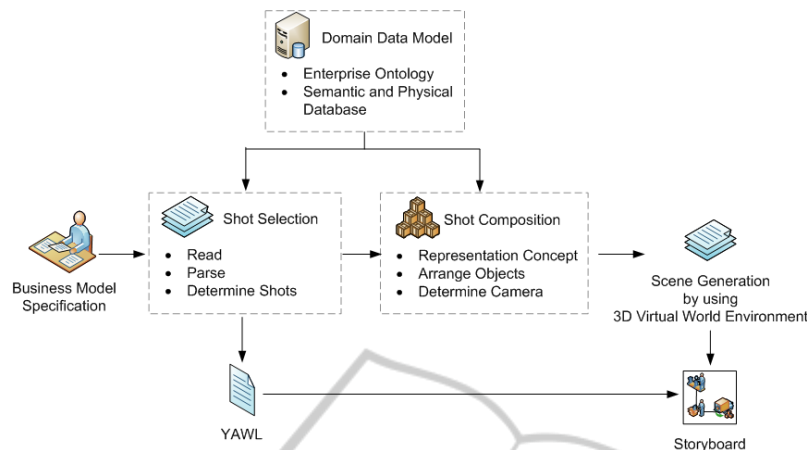 Domain Data Model
• Enterprise Ontology
• Semantic and Physical
Database
Shot Selection
• Read
• Parse
• Determine Shots
Shot Composition
• Representation Concept
• Arrange Objects
• Determine Camera
Business Model
Specification
Scene Generation
by using
3D Virtual World Environment
YAWL
Storyboard